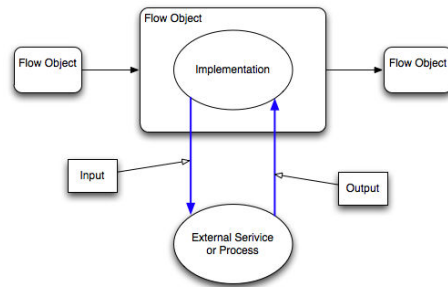 Flow Object
Flow Object
Flow Object
Implementation
Input
Output
External Serivice
or Process